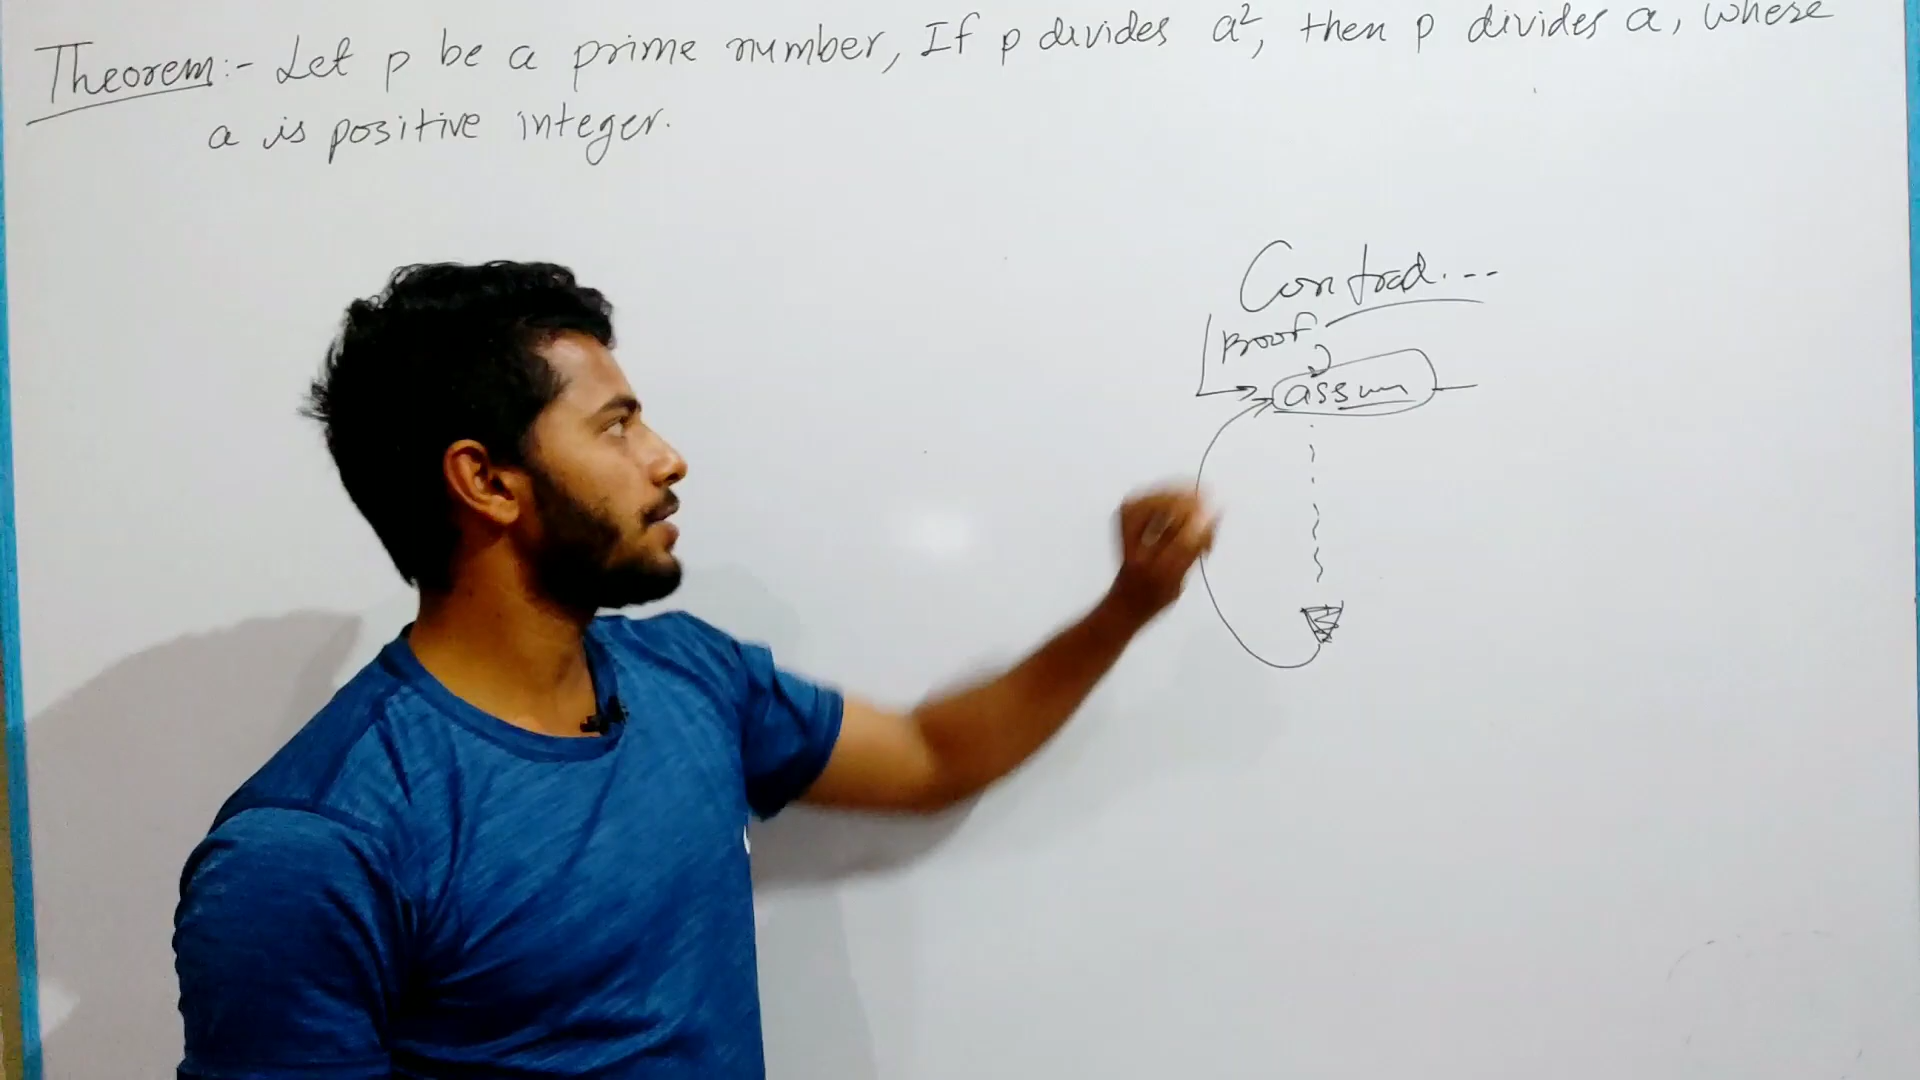 Theorem:- Let p be a prime number, If p divides a², then p divides a, where
a is positive integer.
Contrad. ---
Proof
assum